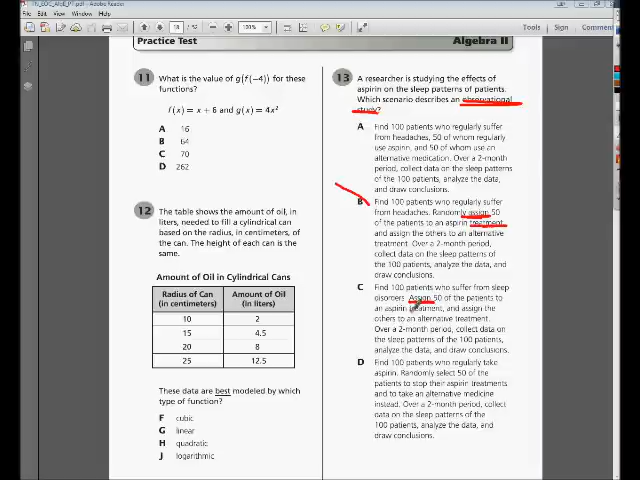 TN_EOC_AlgE_PT.pdf - Adobe Reader
File Edit View Window Help
18
150%
Tools Sign Comment
Practice Test
Algebra II
11 What is the value of g(f(−4)) for these
functions?
f(x) = x + 6 and g(x) = 4x²
A 16
B 64
C 70
D 262
12 The table shows the amount of oil, in
liters, needed to fill a cylindrical can
based on the radius, in centimeters, of
the can. The height of each can is the
same.
Amount of Oil in Cylindrical Cans
Radius of Can (in centimeters) Amount of Oil (in liters)
10 2
15 4.5
20 8
25 12.5
These data are best modeled by which
type of function?
F cubic
G linear
H quadratic
J logarithmic
13 A researcher is studying the effects of
aspirin on the sleep patterns of patients.
Which scenario describes an observational
study?
A Find 100 patients who regularly suffer
from headaches, 50 of whom regularly
use aspirin, and 50 of whom use an
alternative medication. Over a 2-month
period, collect data on the sleep patterns
of the 100 patients, analyze the data,
and draw conclusions.
B Find 100 patients who regularly suffer
from headaches. Randomly assign 50
of the patients to an aspirin treatment,
and assign the others to an alternative
treatment. Over a 2-month period,
collect data on the sleep patterns of
the 100 patients, analyze the data, and
draw conclusions.
C Find 100 patients who suffer from sleep
disorders. Assign 50 of the patients to
an aspirin treatment, and assign the
others to an alternative treatment.
Over a 2-month period, collect data on
the sleep patterns of the 100 patients,
analyze the data, and draw conclusions.
D Find 100 patients who regularly take
aspirin. Randomly select 50 of the
patients to stop their aspirin treatments
and to take an alternative medicine
instead. Over a 2-month period, collect
data on the sleep patterns of the
100 patients, analyze the data, and
draw conclusions.